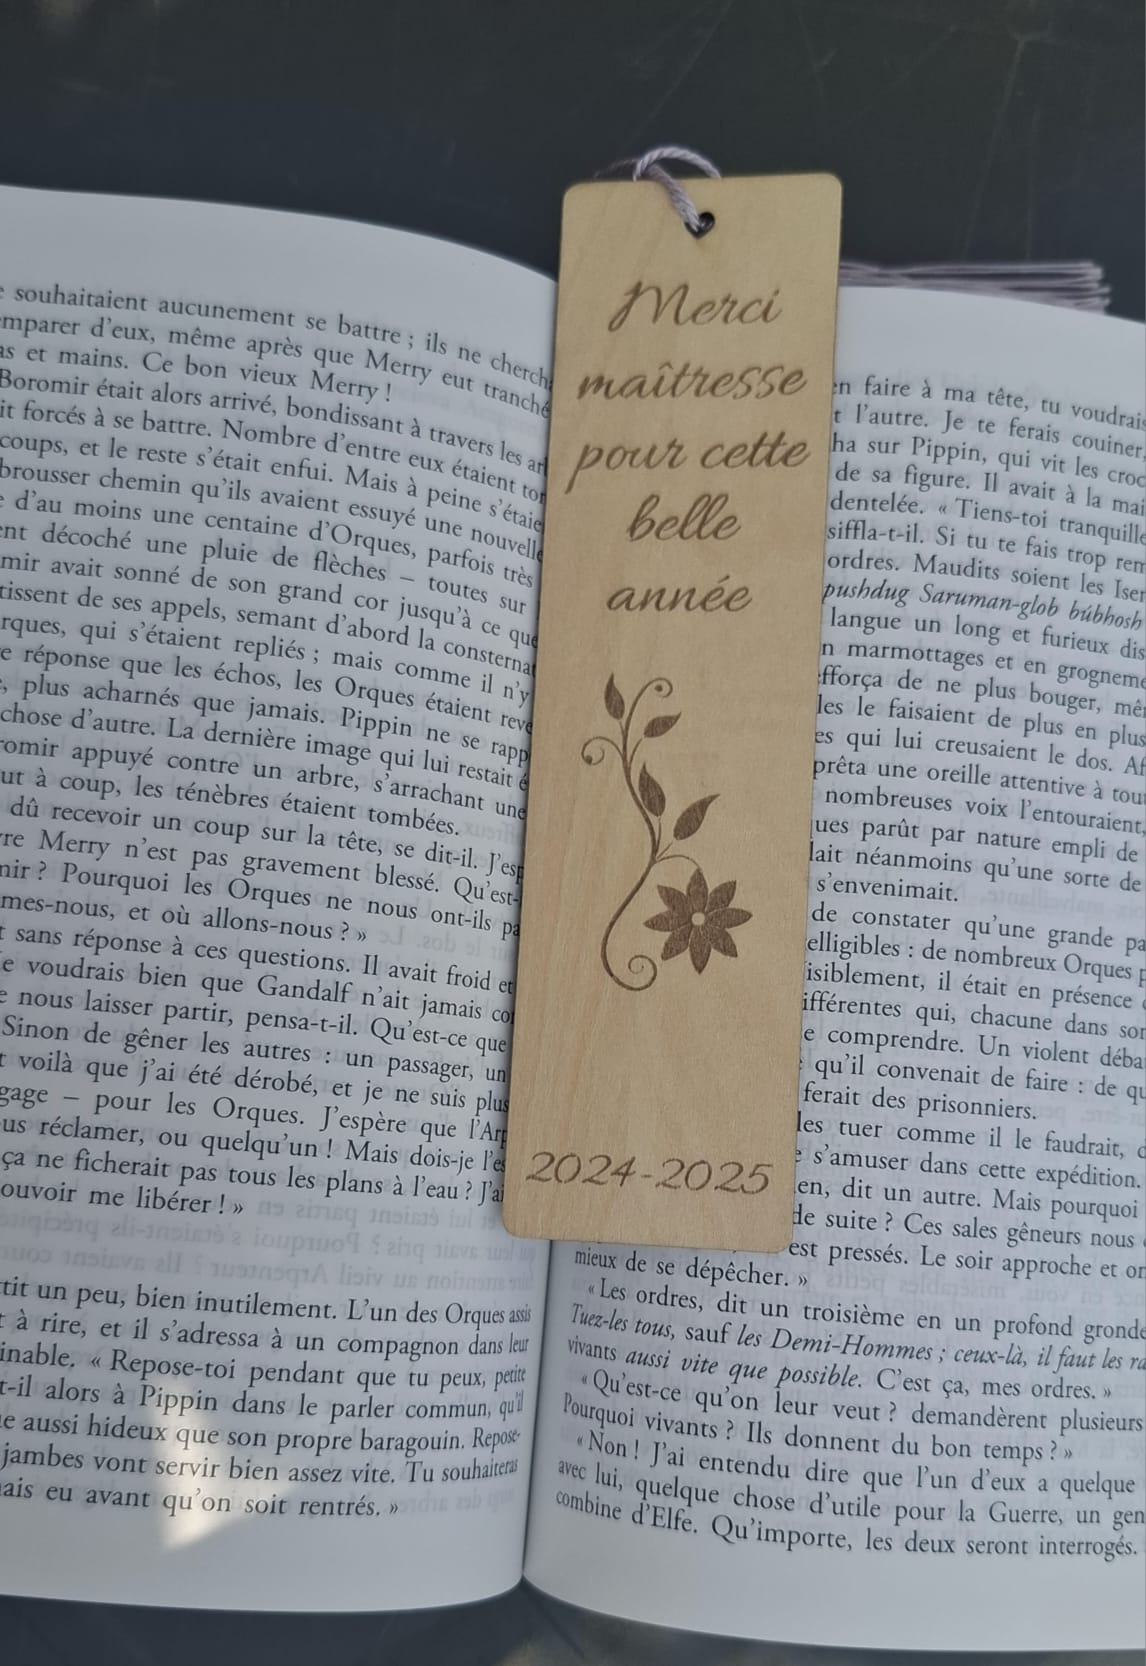 souhaitaient aucunement se battre ; ils ne cherch
mparer d'eux, même après que Merry eut tranché
as et mains. Ce bon vieux Merry !
Boromir était alors arrivé, bondissant à travers les ar
it forcés à se battre. Nombre d'entre eux étaient tor
coups, et le reste s'était enfui. Mais à peine s'étaie
brousser chemin qu'ils avaient essuyé une nouvelle
d'au moins une centaine d'Orques, parfois très
ent décoché une pluie de flèches – toutes sur
mir avait sonné de son grand cor jusqu'à ce que
tissent de ses appels, semant d'abord la consterna
rques, qui s'étaient repliés ; mais comme il n'y
e réponse que les échos, les Orques étaient reve
, plus acharnés que jamais. Pippin ne se rapp
chose d'autre. La dernière image qui lui restait é
romir appuyé contre un arbre, s'arrachant une
ut à coup, les ténèbres étaient tombées.
dû recevoir un coup sur la tête, se dit-il. J'esp
re Merry n'est pas gravement blessé. Qu'est-
nir ? Pourquoi les Orques ne nous ont-ils pa
mes-nous, et où allons-nous ? »
t sans réponse à ces questions. Il avait froid et
e voudrais bien que Gandalf n'ait jamais co
e nous laisser partir, pensa-t-il. Qu'est-ce que
Sinon de gêner les autres : un passager, un
t voilà que j'ai été dérobé, et je ne suis plus
gage – pour les Orques. J'espère que l'Arp
us réclamer, ou quelqu'un ! Mais dois-je l'es
ça ne ficherait pas tous les plans à l'eau ? J'ai
ouvoir me libérer ! »
tit un peu, bien inutilement. L'un des Orques assis
t à rire, et il s'adressa à un compagnon dans leur
inable. « Repose-toi pendant que tu peux, petite
t-il alors à Pippin dans le parler commun, qu'il
e aussi hideux que son propre baragouin. Repose-
jambes vont servir bien assez vite. Tu souhaiteras
ais eu avant qu'on soit rentrés. »
Merci
maîtresse
pour cette
belle
année
2024-2025
en faire à ma tête, tu voudrais
t l'autre. Je te ferais couiner,
ha sur Pippin, qui vit les croc
de sa figure. Il avait à la mai
dentelée. « Tiens-toi tranquille
siffla-t-il. Si tu te fais trop rem
ordres. Maudits soient les Isen
pushdug Saruman-glob búbhosh
langue un long et furieux dis
n marmottages et en grogneme
fforça de ne plus bouger, mêm
les le faisaient de plus en plus
es qui lui creusaient le dos. Af
prêta une oreille attentive à tout
nombreuses voix l'entouraient,
ues parût par nature empli de
lait néanmoins qu'une sorte de
s'envenimait.
de constater qu'une grande pa
elligibles : de nombreux Orques p
isiblement, il était en présence
ifférentes qui, chacune dans son
e comprendre. Un violent déba
qu'il convenait de faire : de qu
ferait des prisonniers.
les tuer comme il le faudrait, d
s'amuser dans cette expédition.
en, dit un autre. Mais pourquoi
de suite ? Ces sales gêneurs nous
est pressés. Le soir approche et on
mieux de se dépêcher. »
« Les ordres, dit un troisième en un profond gronde
Tuez-les tous, sauf les Demi-Hommes ; ceux-là, il faut les ra
vivants aussi vite que possible. C'est ça, mes ordres. »
« Qu'est-ce qu'on leur veut ? demandèrent plusieurs
Pourquoi vivants ? Ils donnent du bon temps ? »
« Non ! J'ai entendu dire que l'un d'eux a quelque
avec lui, quelque chose d'utile pour la Guerre, un gen
combine d'Elfe. Qu'importe, les deux seront interrogés.